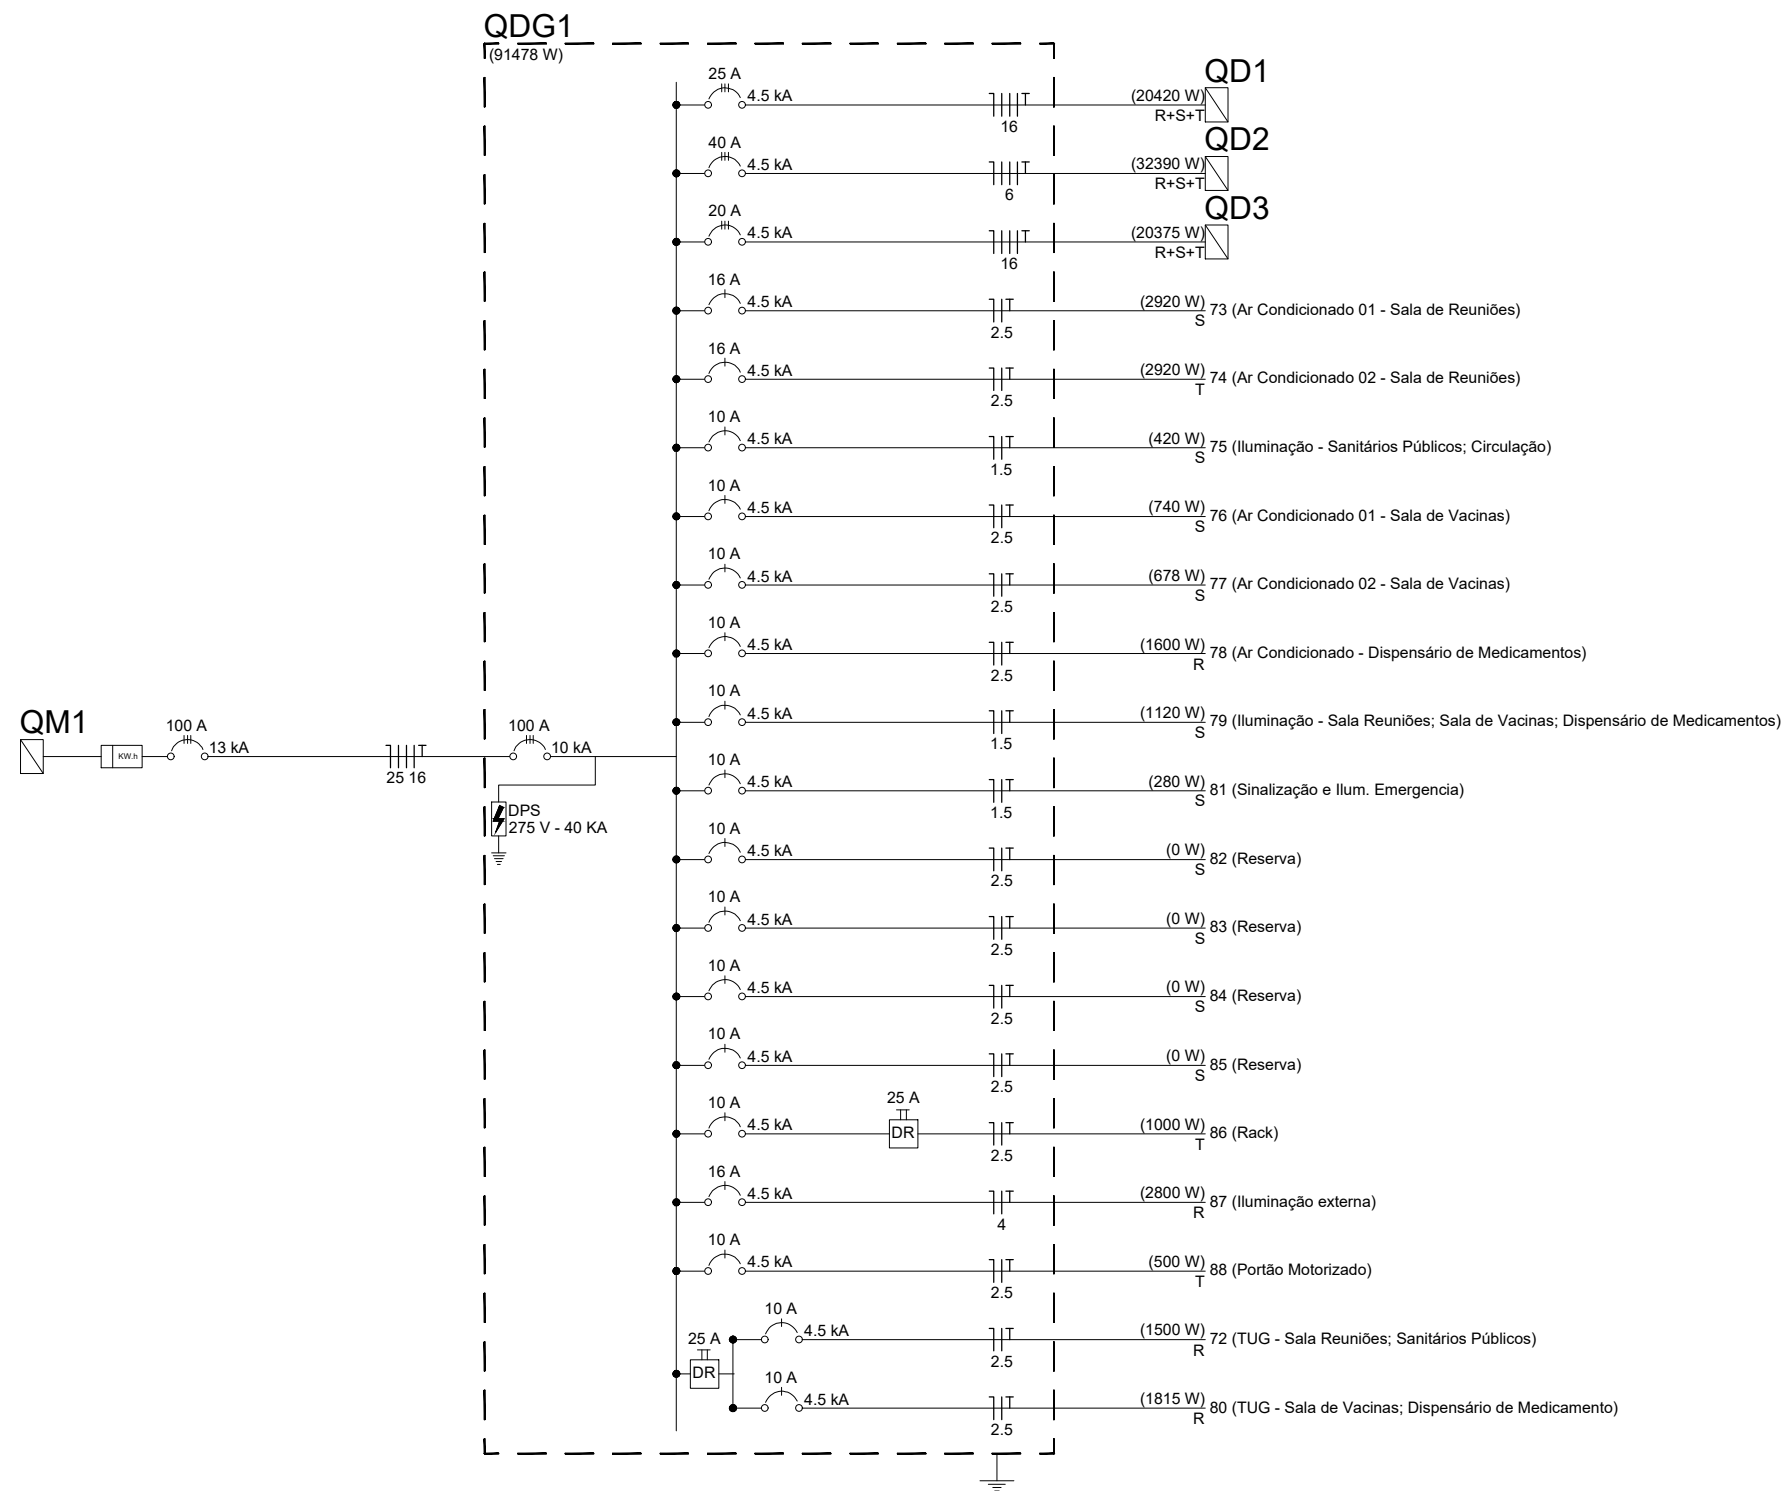 QDG1
(91478 W)
25 A
4.5 kA
16
(20420 W)
R+S+T
QD1
40 A
4.5 kA
6
(32390 W)
R+S+T
QD2
20 A
4.5 kA
16
(20375 W)
R+S+T
QD3
16 A
4.5 kA
T
2.5
(2920 W)
S
73 (Ar Condicionado 01 - Sala de Reuniões)
16 A
4.5 kA
T
2.5
(2920 W)
T
74 (Ar Condicionado 02 - Sala de Reuniões)
10 A
4.5 kA
T
1.5
(420 W)
S
75 (Iluminação - Sanitários Públicos; Circulação)
10 A
4.5 kA
T
2.5
(740 W)
S
76 (Ar Condicionado 01 - Sala de Vacinas)
10 A
4.5 kA
T
2.5
(678 W)
S
77 (Ar Condicionado 02 - Sala de Vacinas)
10 A
4.5 kA
T
2.5
(1600 W)
R
78 (Ar Condicionado - Dispensário de Medicamentos)
10 A
4.5 kA
T
1.5
(1120 W)
S
79 (Iluminação - Sala Reuniões; Sala de Vacinas; Dispensário de Medicamentos)
QM1
KW.h
100 A
13 kA
T
25 16
100 A
10 kA
DPS
275 V - 40 KA
10 A
4.5 kA
T
1.5
(280 W)
S
81 (Sinalização e Ilum. Emergencia)
10 A
4.5 kA
T
2.5
(0 W)
S
82 (Reserva)
10 A
4.5 kA
T
2.5
(0 W)
S
83 (Reserva)
10 A
4.5 kA
T
2.5
(0 W)
S
84 (Reserva)
10 A
4.5 kA
T
2.5
(0 W)
S
85 (Reserva)
10 A
4.5 kA
25 A
DR
T
2.5
(1000 W)
T
86 (Rack)
16 A
4.5 kA
T
4
(2800 W)
R
87 (Iluminação externa)
10 A
4.5 kA
T
2.5
(500 W)
T
88 (Portão Motorizado)
25 A
DR
10 A
4.5 kA
T
2.5
(1500 W)
R
72 (TUG - Sala Reuniões; Sanitários Públicos)
10 A
4.5 kA
T
2.5
(1815 W)
R
80 (TUG - Sala de Vacinas; Dispensário de Medicamento)